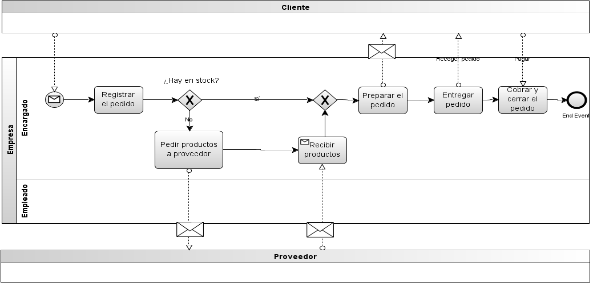 Cliente
Empresa
Encargado
Empleado
Registrar
el pedido
¿Hay en stock?
Si
No
Pedir productos
a proveedor
Recibir
productos
Preparar el
pedido
Recoger pedido
Entregar
pedido
Pagar
Cobrar y
cerrar el
pedido
End Event
Proveedor